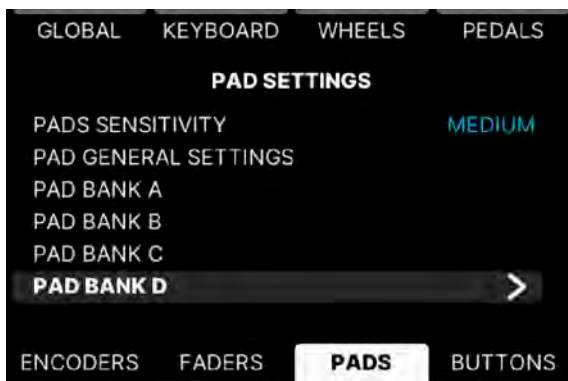 GLOBAL KEYBOARD WHEELS PEDALS
PAD SETTINGS
PADS SENSITIVITY MEDIUM
PAD GENERAL SETTINGS
PAD BANK A
PAD BANK B
PAD BANK C
PAD BANK D >
ENCODERS FADERS PADS BUTTONS